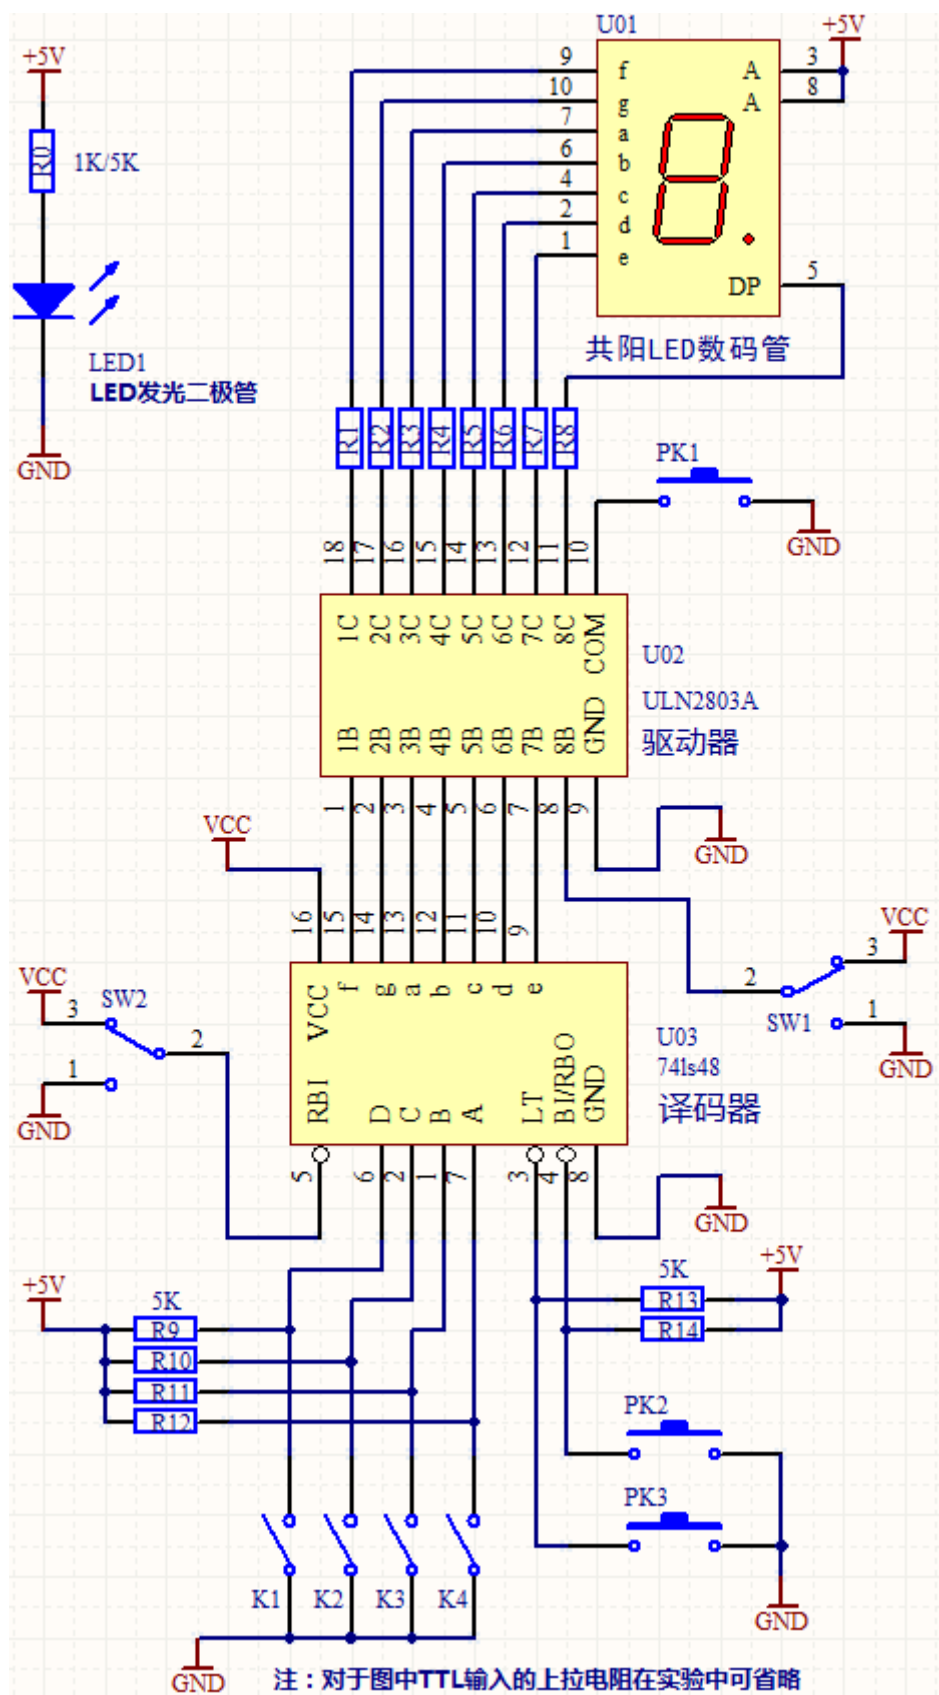 U01
+5V
+5V
9 f
A 3
10 g
A 8
7 a
6 b
4 c
2 d
1 e
DP 5
R0 1K/5K
共阳LED数码管
LED1
LED发光二极管
GND
R1 R2 R3 R4 R5 R6 R7 R8
PK1
GND
18 17 16 15 14 13 12 11 10
1C 2C 3C 4C 5C 6C 7C 8C COM
U02
ULN2803A
驱动器
1B 2B 3B 4B 5B 6B 7B 8B GND
1 2 3 4 5 6 7 8 9
VCC
GND
16 15 14 13 12 11 10 9
VCC f g a b c d e
VCC
3 SW2
2
1
GND
VCC
3
2
SW1 1
GND
U03
74ls48
译码器
RBI D C B A LT BI/RBO GND
5 6 2 1 7 3 4 8
GND
+5V
5K
R9
R10
R11
R12
+5V
5K
R13
R14
PK2
PK3
GND
K1 K2 K3 K4
GND
注：对于图中TTL输入的上拉电阻在实验中可省略